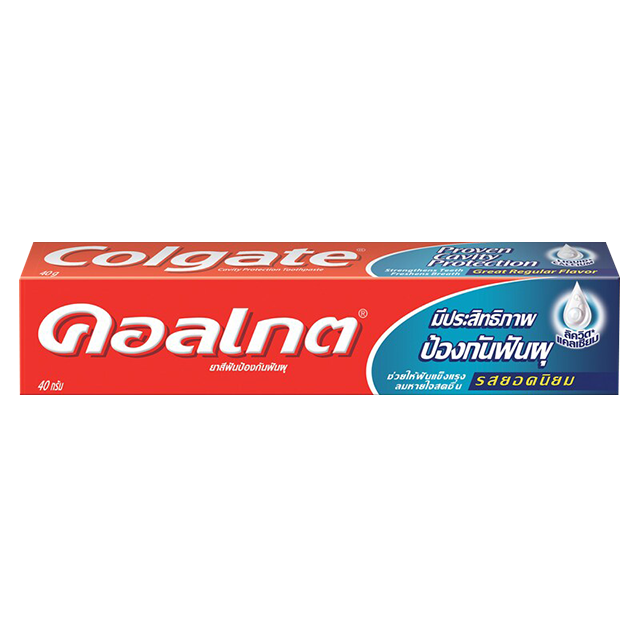 Colgate
40 g
Cavity Protection Toothpaste
Proven
Cavity
Protection
Strengthens Teeth
Freshens Breath
Great Regular Flavor
คอลเกต®
40 กรัม
ยาสีฟันป้องกันฟันผุ
มีประสิทธิภาพ
ป้องกันฟันผุ
ช่วยให้ฟันแข็งแรง
ลมหายใจสดชื่น
รสยอดนิยม
ลิควิด*
แคลเซียม